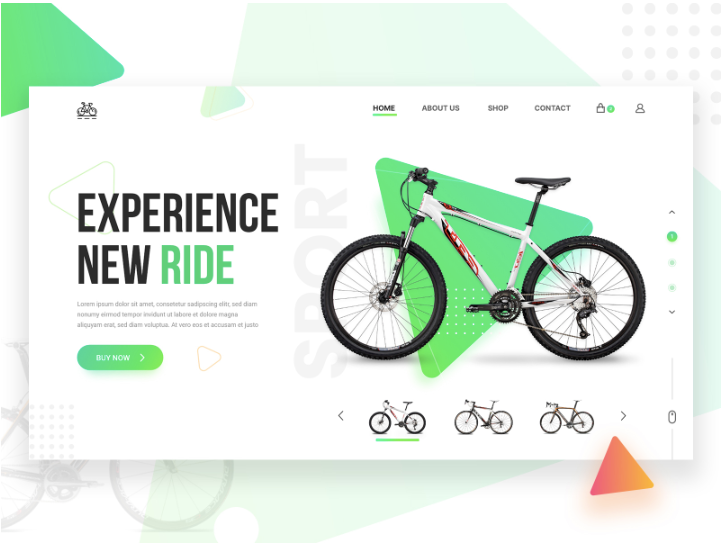 HOME ABOUT US SHOP CONTACT
EXPERIENCE
NEW RIDE
SPORT
Lorem ipsum dolor sit amet, consetetur sadipscing elitr, sed diam
nonumy eirmod tempor invidunt ut labore et dolore magna
aliquyam erat, sed diam voluptua. At vero eos et accusam et justo
BUY NOW
1